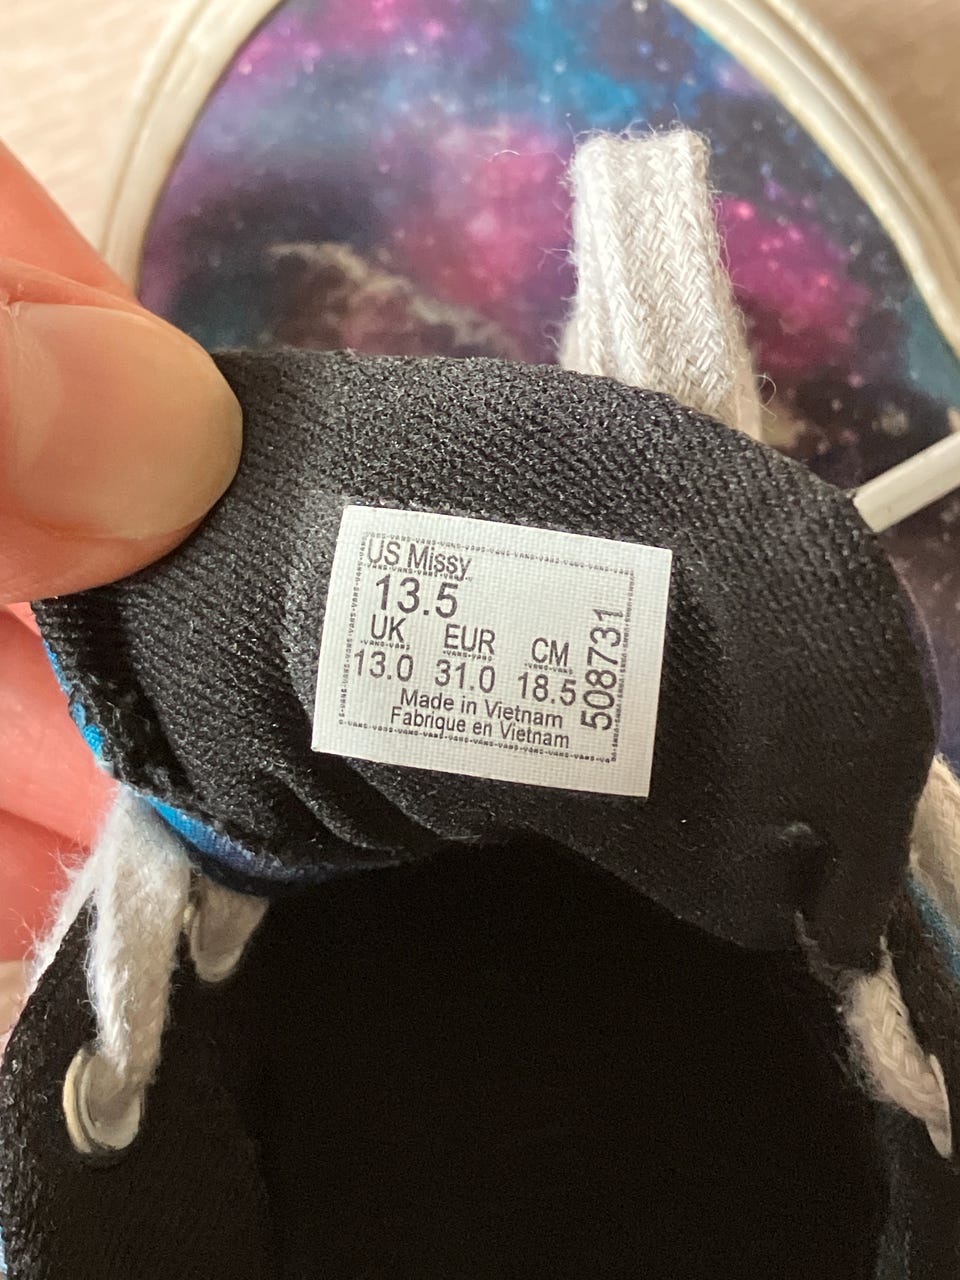 US Missy
13.5
UK EUR CM
13.0 31.0 18.5
Made in Vietnam
Fabrique en Vietnam
508731